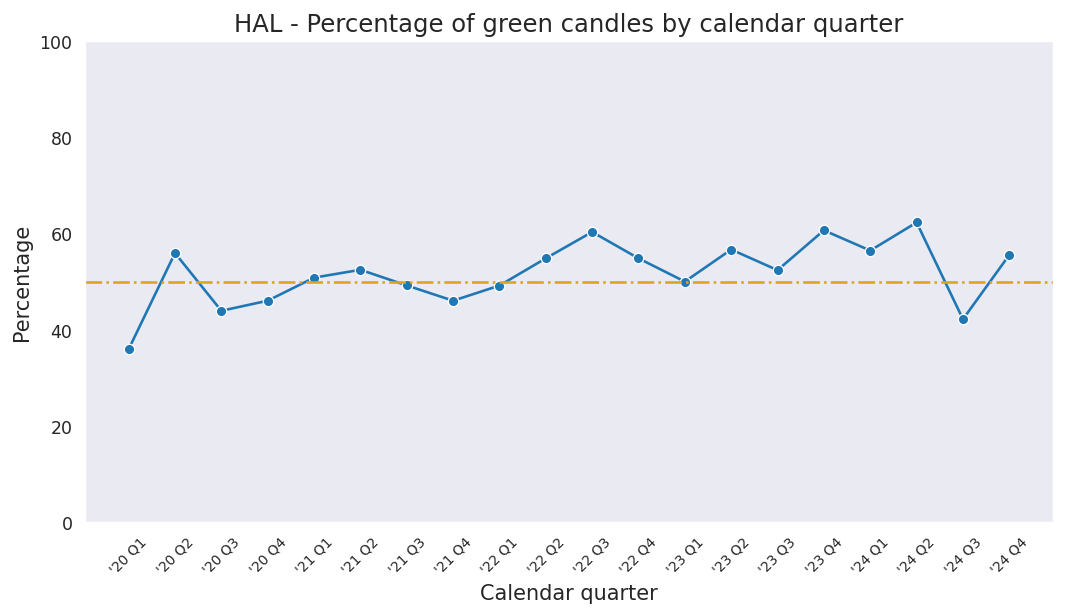 HAL - Percentage of green candles by calendar quarter
Percentage
100
80
60
40
20
0
'20 Q1
'20 Q2
'20 Q3
'20 Q4
'21 Q1
'21 Q2
'21 Q3
'21 Q4
'22 Q1
'22 Q2
'22 Q3
'22 Q4
'23 Q1
'23 Q2
'23 Q3
'23 Q4
'24 Q1
'24 Q2
'24 Q3
'24 Q4
Calendar quarter